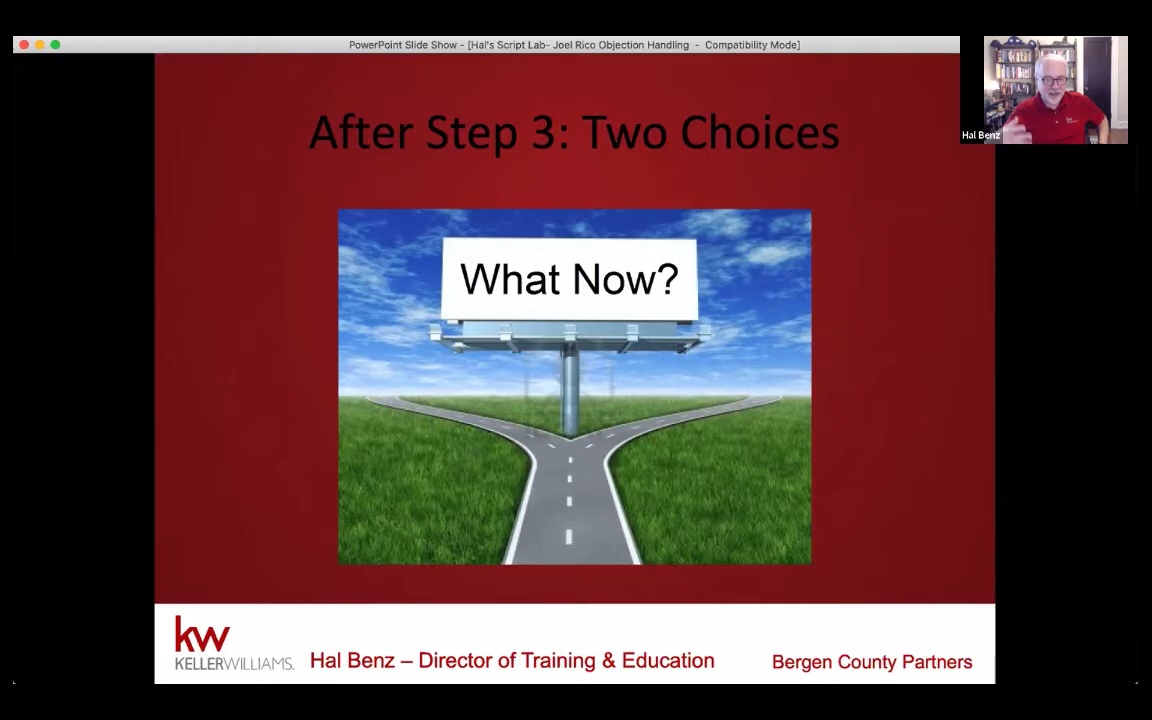 PowerPoint Slide Show - [Hal's Script Lab- Joel Rico Objection Handling - Compatibility Mode]
Hal Benz
After Step 3: Two Choices
What Now?
kw
KELLERWILLIAMS.
Hal Benz – Director of Training & Education
Bergen County Partners